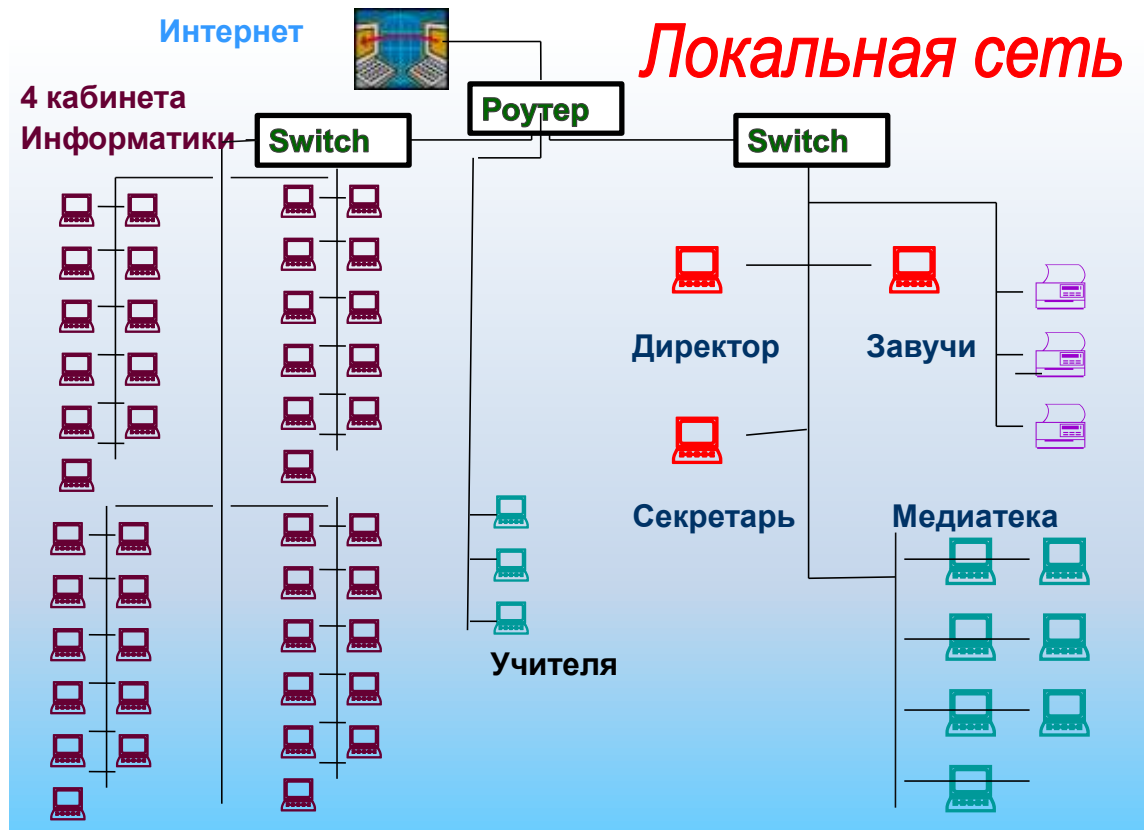 Интернет
Локальная сеть
4 кабинета
Информатики
Роутер
Switch
Switch
Директор
Завучи
Секретарь
Медиатека
Учителя